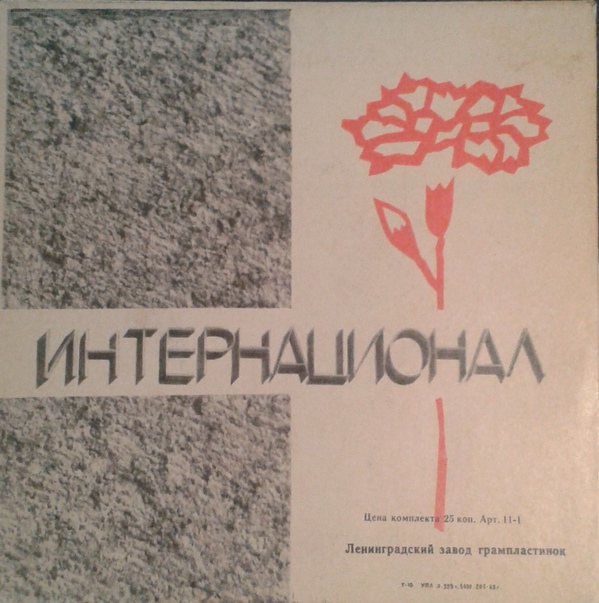 ИНТЕРНАЦИОНАЛ
Цена комплекта 25 коп. Арт. 11-1
Ленинградский завод грампластинок